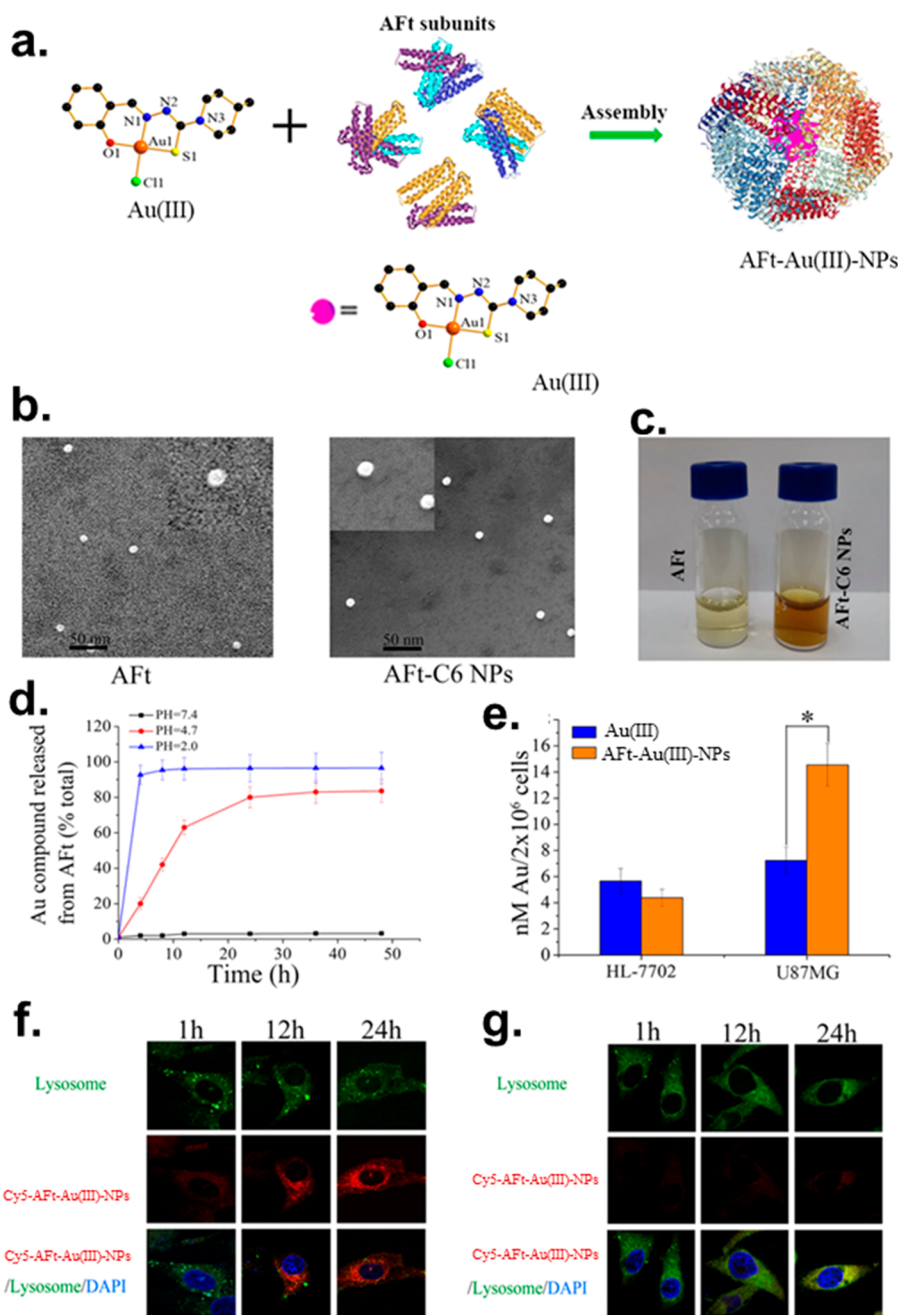 a.
AFt subunits
N2
N1
N3
Au1
O1
S1
Cl1
Au(III)
+
Assembly
AFt-Au(III)-NPs
=
N2
N1
N3
Au1
O1
S1
Cl1
Au(III)
b.
50 nm
AFt
50 nm
AFt-C6 NPs
c.
AFt
AFt-C6 NPs
d.
Au compound released
from AFt (% total)
120
100
80
60
40
20
0
PH=7.4
PH=4.7
PH=2.0
0 10 20 30 40 50
Time (h)
e.
nM Au/2x10⁶ cells
16
14
12
10
8
6
4
2
0
Au(III)
AFt-Au(III)-NPs
*
HL-7702 U87MG
f.
1h 12h 24h
Lysosome
Cy5-AFt-Au(III)-NPs
Cy5-AFt-Au(III)-NPs
/Lysosome/DAPI
g.
1h 12h 24h
Lysosome
Cy5-AFt-Au(III)-NPs
Cy5-AFt-Au(III)-NPs
/Lysosome/DAPI